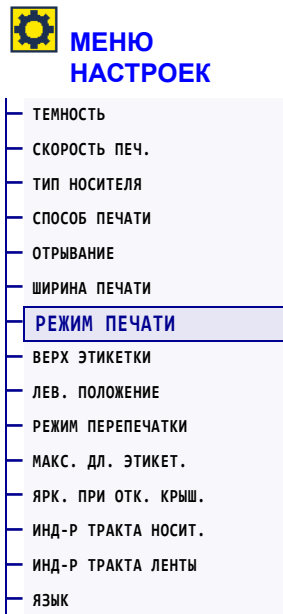 МЕНЮ
НАСТРОЕК
ТЕМНОСТЬ
СКОРОСТЬ ПЕЧ.
ТИП НОСИТЕЛЯ
СПОСОБ ПЕЧАТИ
ОТРЫВАНИЕ
ШИРИНА ПЕЧАТИ
РЕЖИМ ПЕЧАТИ
ВЕРХ ЭТИКЕТКИ
ЛЕВ. ПОЛОЖЕНИЕ
РЕЖИМ ПЕРЕПЕЧАТКИ
МАКС. ДЛ. ЭТИКЕТ.
ЯРК. ПРИ ОТК. КРЫШ.
ИНД-Р ТРАКТА НОСИТ.
ИНД-Р ТРАКТА ЛЕНТЫ
ЯЗЫК